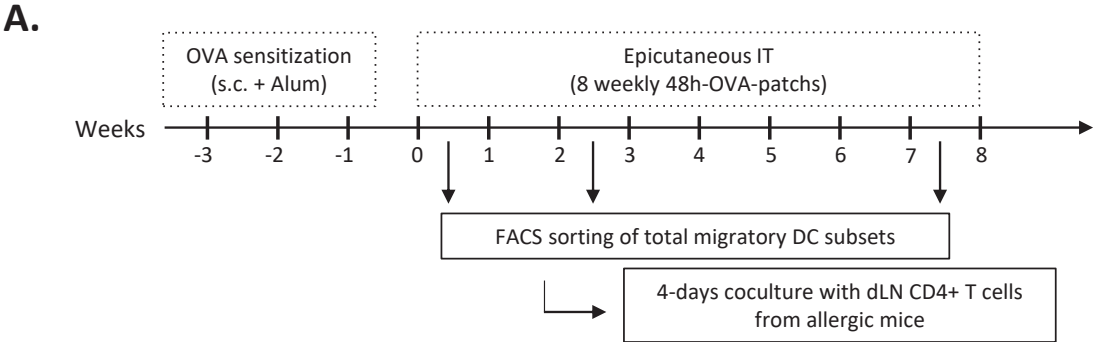 A.
OVA sensitization
(s.c. + Alum)
Epicutaneous IT
(8 weekly 48h-OVA-patchs)
Weeks
-3 -2 -1 0 1 2 3 4 5 6 7 8
FACS sorting of total migratory DC subsets
4-days coculture with dLN CD4+ T cells
from allergic mice